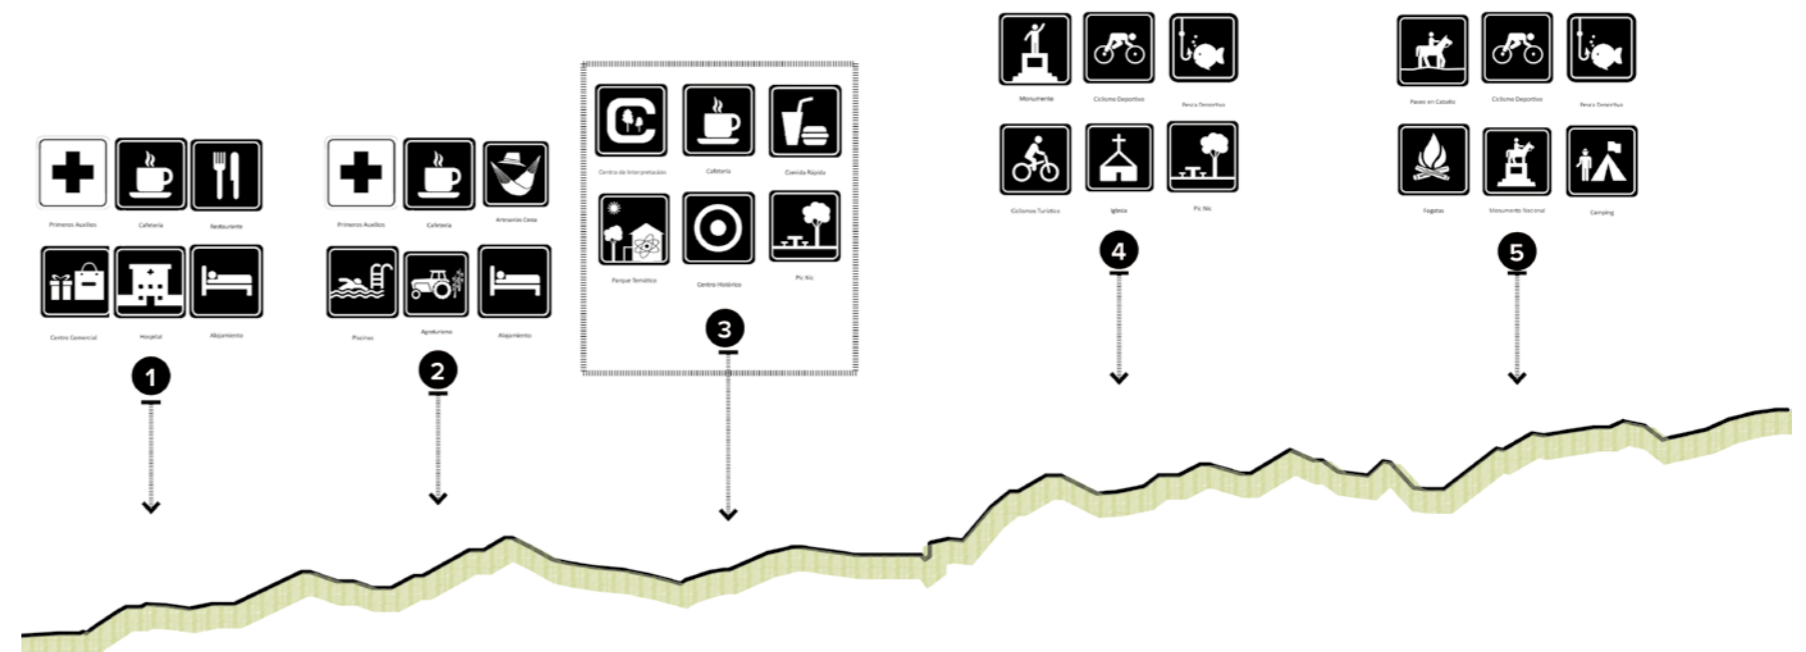 Primeros Auxilios
Cafetería
Restaurante
Centro Comercial
Hospital
Alojamiento
1
Primeros Auxilios
Cafetería
Artesanías Cesta
Piscinas
Agroturismo
Alojamiento
2
Centro de Interpretación
Cafetería
Comida Rápida
Parque Temático
Centro Histórico
Pic Nic
3
Monumento
Ciclismo Deportivo
Pesca Deportiva
Ciclismos Turístico
Iglesia
Pic Nic
4
Paseo en Caballo
Ciclismo Deportivo
Pesca Deportiva
Fogatas
Monumento Nacional
Camping
5